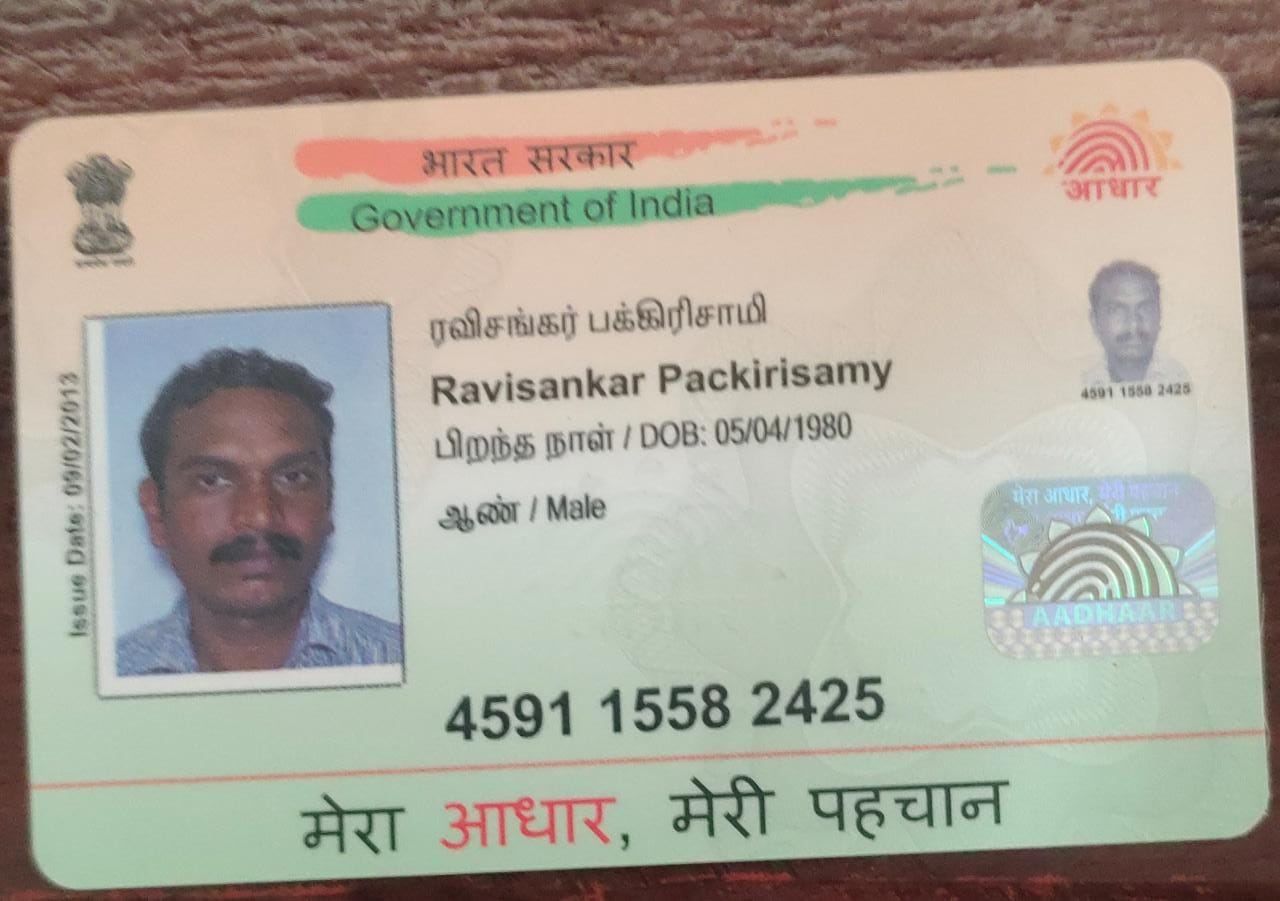 भारत सरकार
Government of India
आधार
ரவிசங்கர் பக்கிரிசாமி
Ravisankar Packirisamy
பிறந்த நாள் / DOB: 05/04/1980
ஆண் / Male
Issue Date: 09/02/2013
4591 1558 2425
मेरा आधार, मेरी पहचान
AADHAAR
4591 1558 2425
मेरा आधार, मेरी पहचान